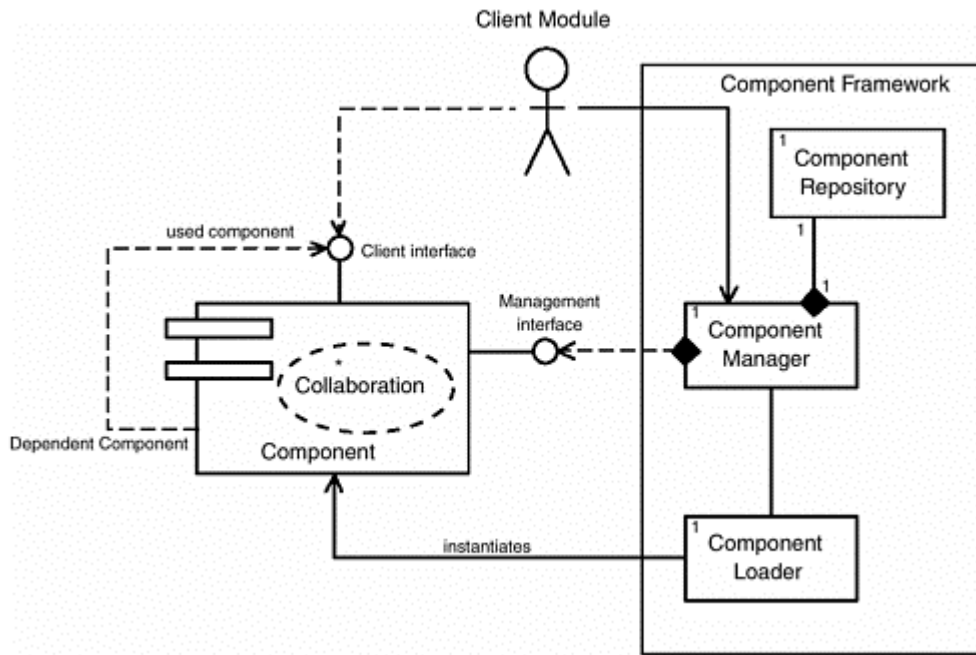 Client Module
Component Framework
1
Component
Repository
1
used component
Client interface
1
Management
interface
1
Component
Manager
*
Collaboration
Dependent Component
Component
1
Component
Loader
instantiates